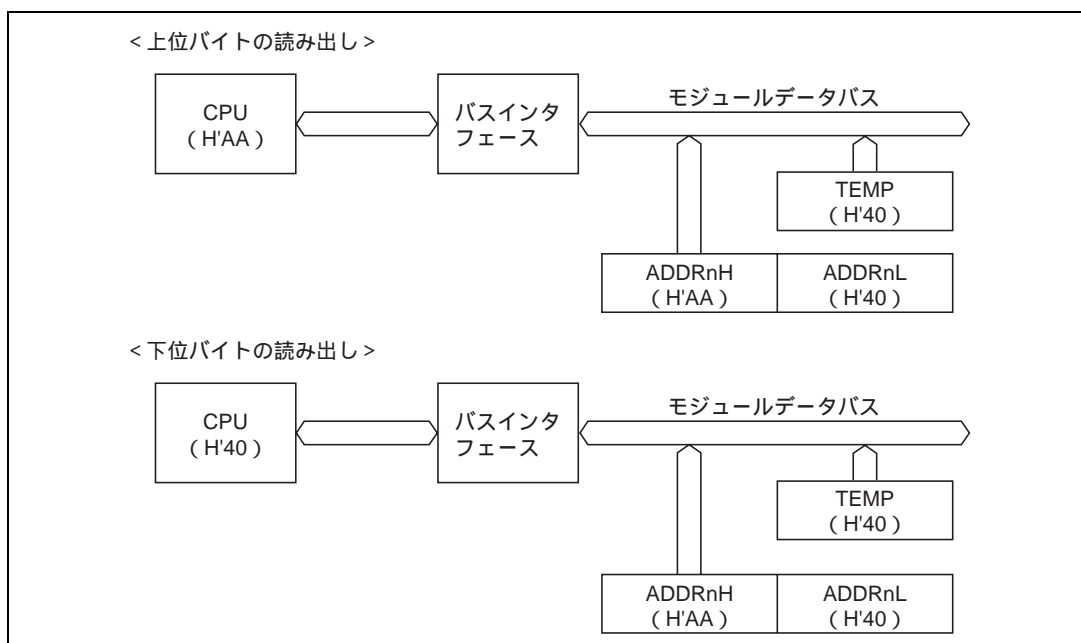 <上位バイトの読み出し>
CPU
(H'AA)
バスインタ
フェース
モジュールデータバス
TEMP
(H'40)
ADDRnH
(H'AA)
ADDRnL
(H'40)
<下位バイトの読み出し>
CPU
(H'40)
バスインタ
フェース
モジュールデータバス
TEMP
(H'40)
ADDRnH
(H'AA)
ADDRnL
(H'40)